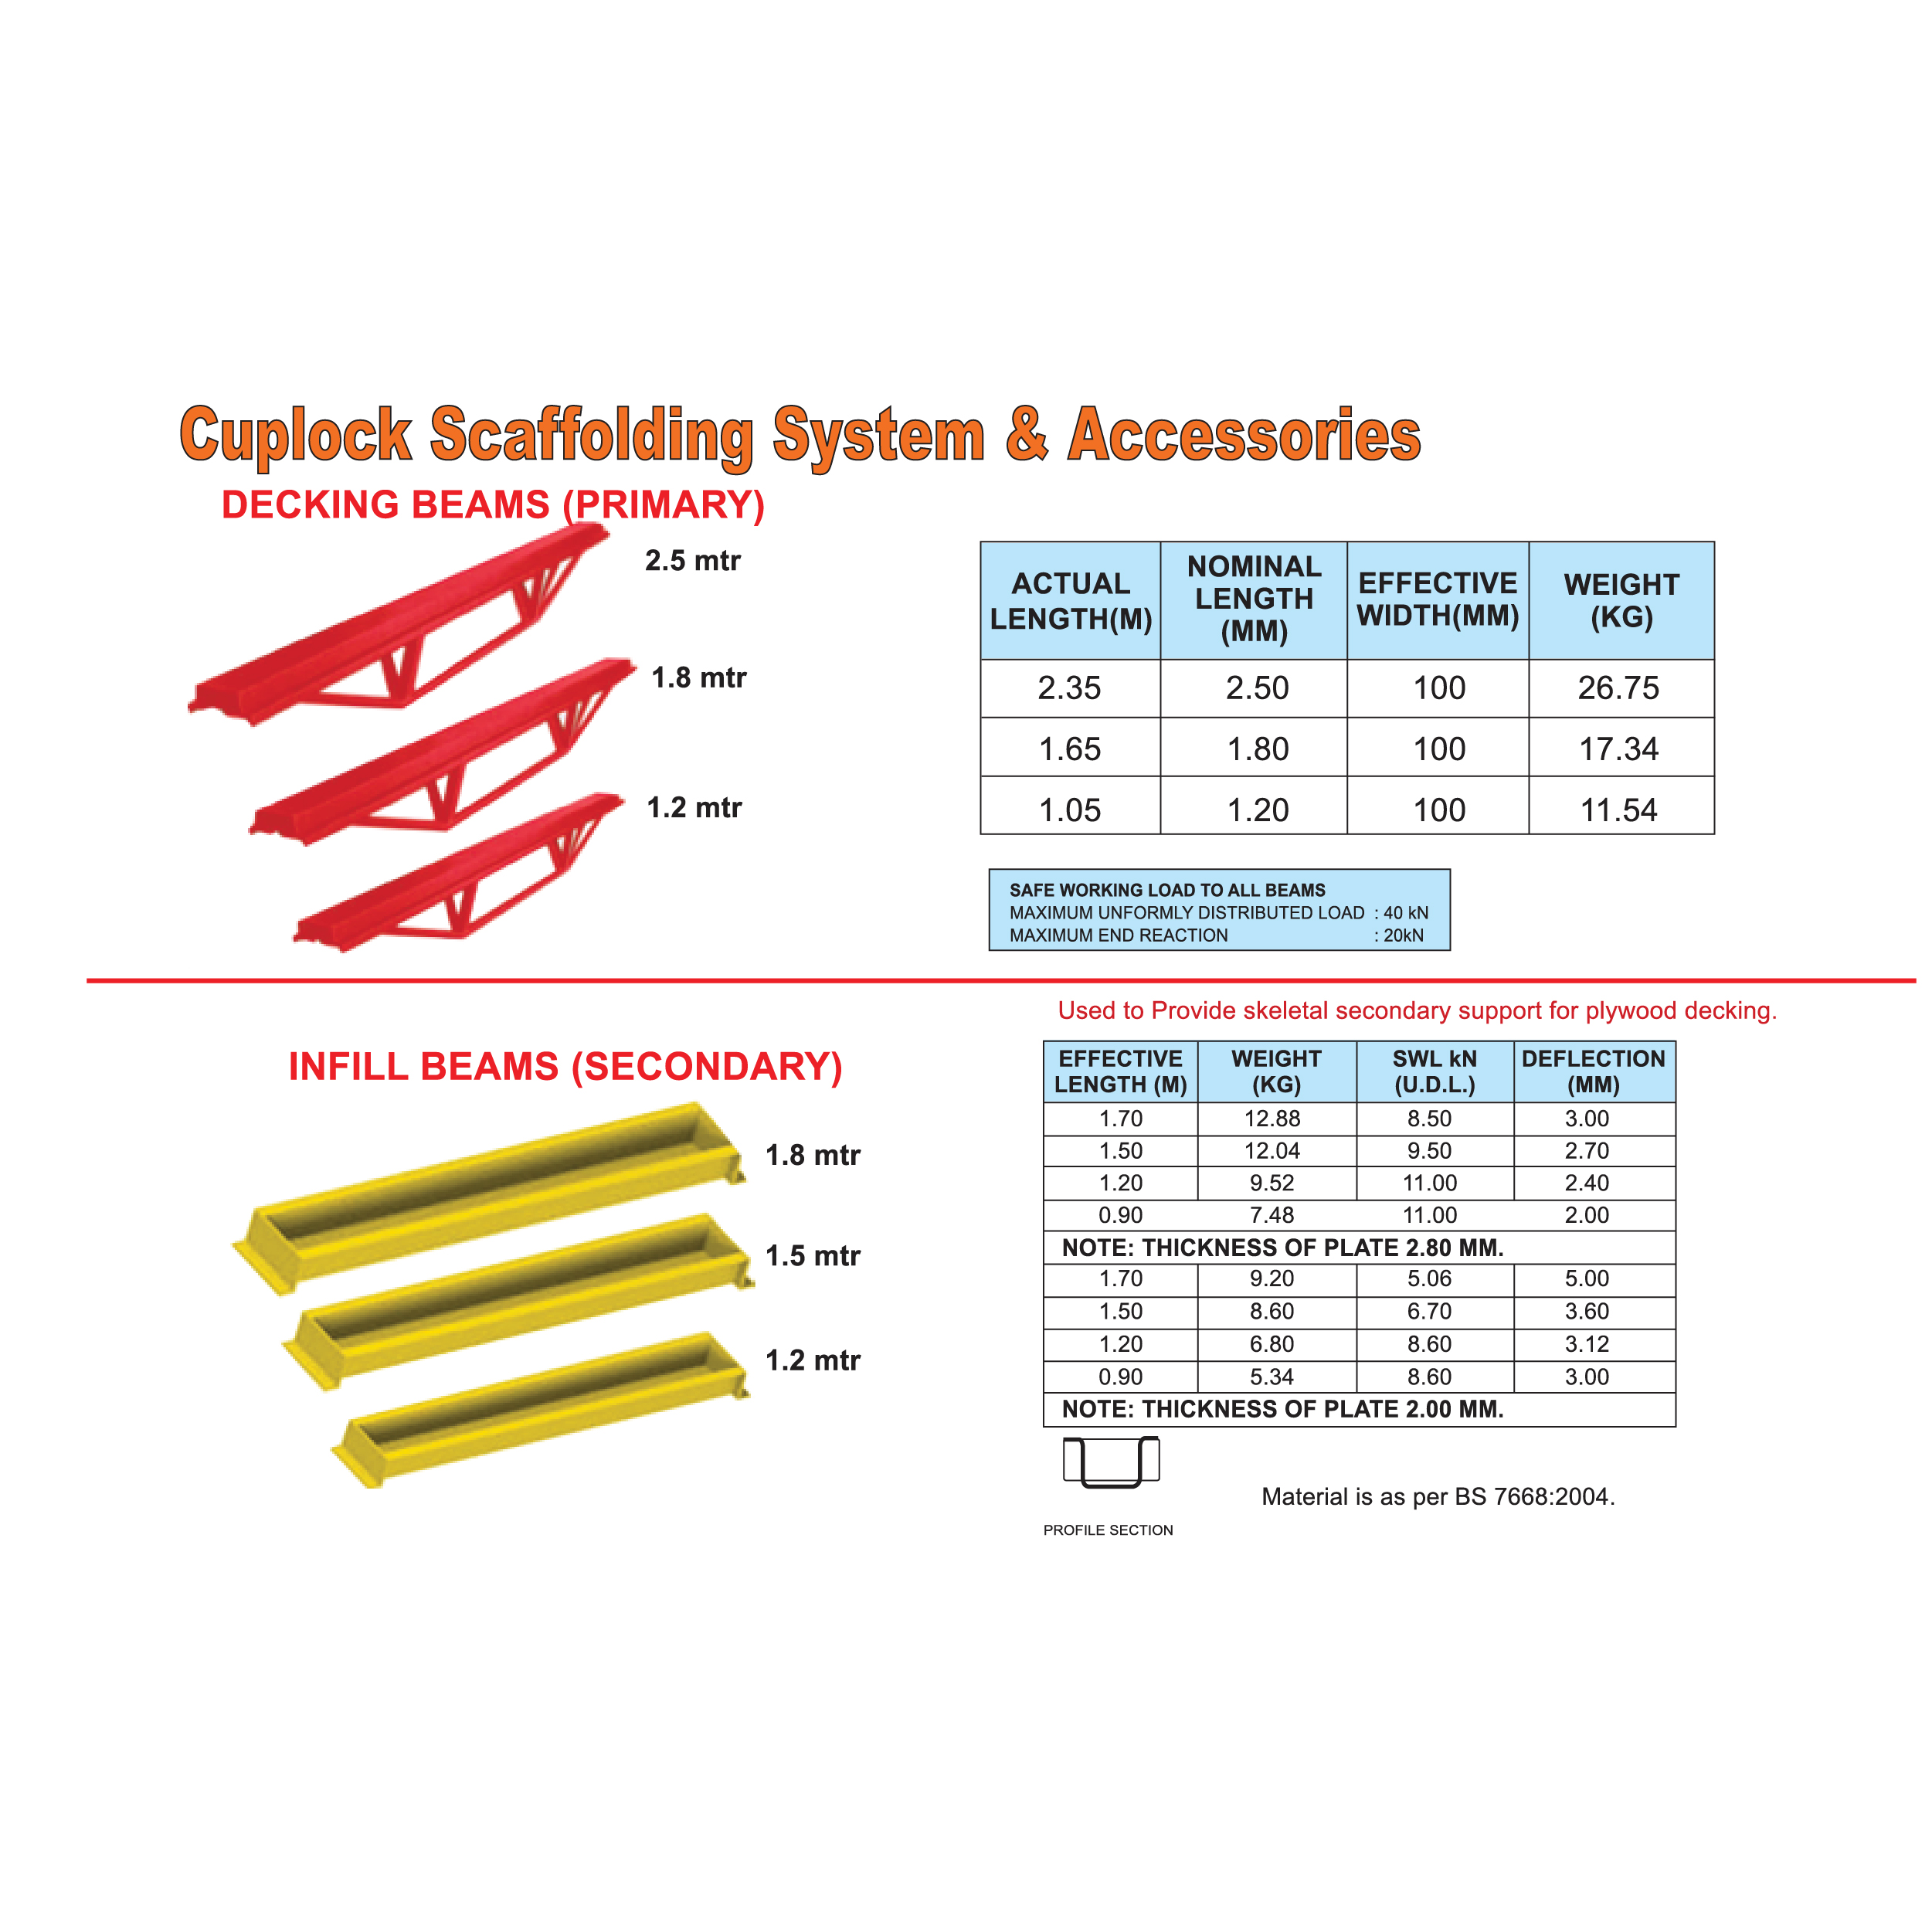 Cuplock Scaffolding System & Accessories
DECKING BEAMS (PRIMARY)
2.5 mtr
1.8 mtr
1.2 mtr
ACTUAL LENGTH(M) NOMINAL LENGTH (MM) EFFECTIVE WIDTH(MM) WEIGHT (KG)
2.35 2.50 100 26.75
1.65 1.80 100 17.34
1.05 1.20 100 11.54
SAFE WORKING LOAD TO ALL BEAMS
MAXIMUM UNFORMLY DISTRIBUTED LOAD : 40 kN
MAXIMUM END REACTION : 20kN
Used to Provide skeletal secondary support for plywood decking.
INFILL BEAMS (SECONDARY)
1.8 mtr
1.5 mtr
1.2 mtr
EFFECTIVE LENGTH (M) WEIGHT (KG) SWL kN (U.D.L.) DEFLECTION (MM)
1.70 12.88 8.50 3.00
1.50 12.04 9.50 2.70
1.20 9.52 11.00 2.40
0.90 7.48 11.00 2.00
NOTE: THICKNESS OF PLATE 2.80 MM.
1.70 9.20 5.06 5.00
1.50 8.60 6.70 3.60
1.20 6.80 8.60 3.12
0.90 5.34 8.60 3.00
NOTE: THICKNESS OF PLATE 2.00 MM.
Material is as per BS 7668:2004.
PROFILE SECTION